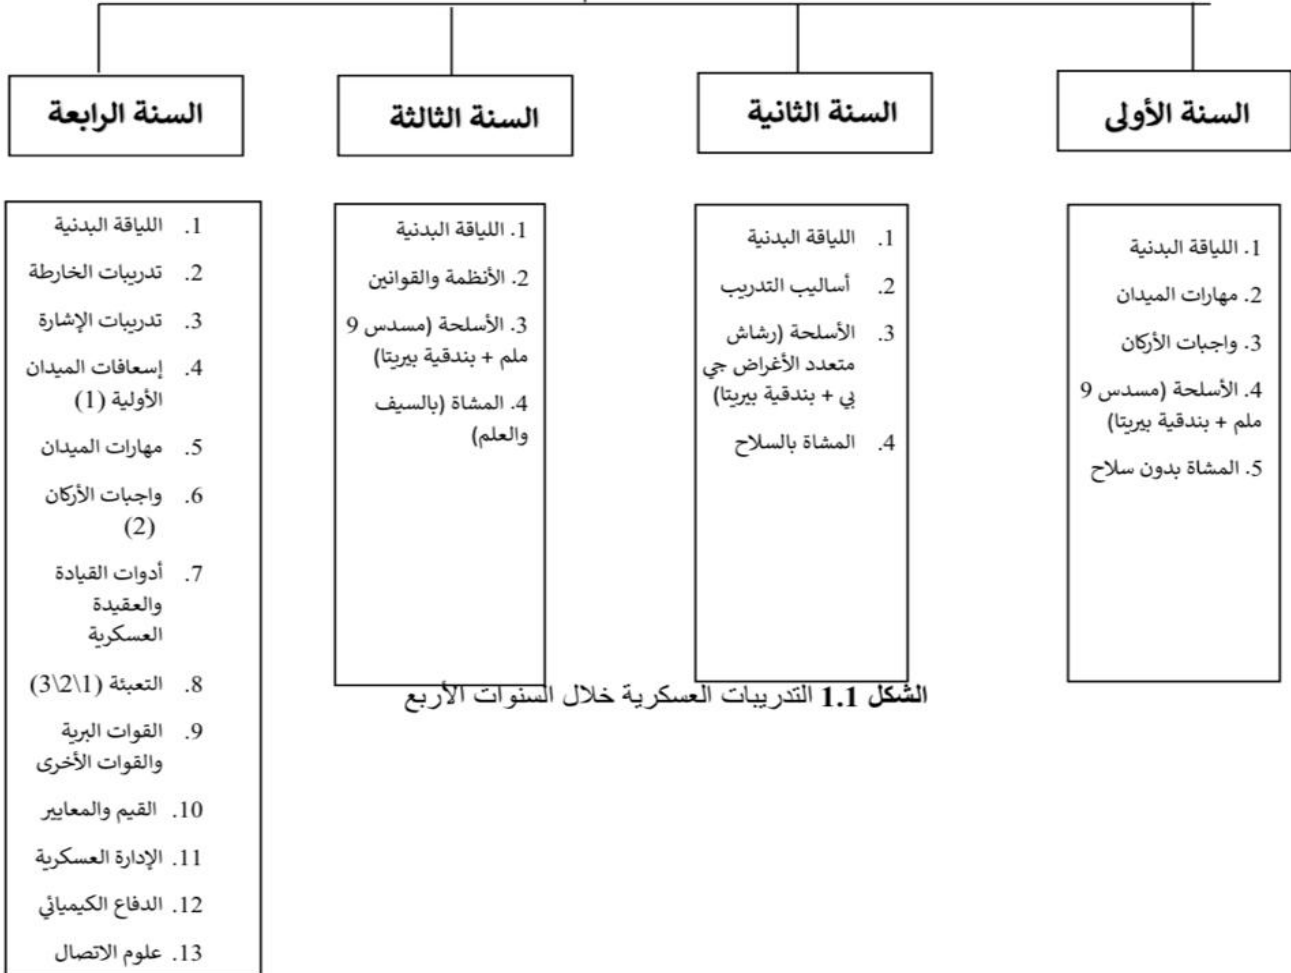 السنة الأولى
السنة الثانية
السنة الثالثة
السنة الرابعة
1. اللياقة البدنية
2. مهارات الميدان
3. واجبات الأركان
4. الأسلحة (مسدس 9
ملم + بندقية بيريتا)
5. المشاة بدون سلاح
1. اللياقة البدنية
2. أساليب التدريب
3. الأسلحة (رشاش
متعدد الأغراض جي
بي + بندقية بيريتا)
4. المشاة بالسلاح
1. اللياقة البدنية
2. الأنظمة والقوانين
3. الأسلحة (مسدس 9
ملم + بندقية بيريتا)
4. المشاة (بالسيف
والعلم)
1. اللياقة البدنية
2. تدريبات الخارطة
3. تدريبات الإشارة
4. إسعافات الميدان
الأولية (1)
5. مهارات الميدان
6. واجبات الأركان
(2)
7. أدوات القيادة
والعقيدة
العسكرية
8. التعبئة (1\2\3)
9. القوات البرية
والقوات الأخرى
10. القيم والمعايير
11. الإدارة العسكرية
12. الدفاع الكيميائي
13. علوم الاتصال
الشكل 1.1 التدريبات العسكرية خلال السنوات الأربع